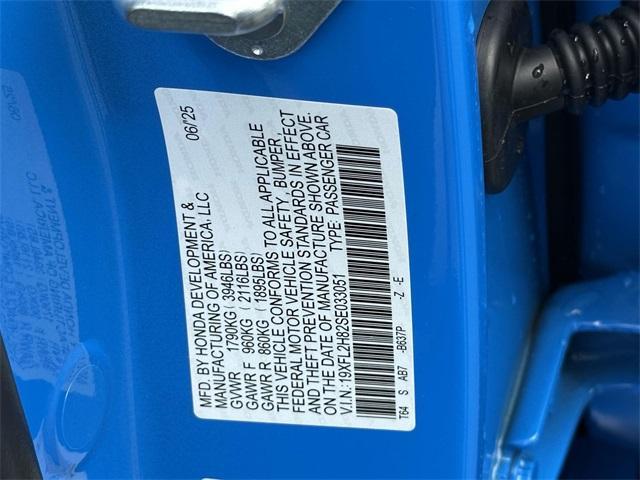 MFD. BY HONDA DEVELOPMENT & 06/'25
MANUFACTURING OF AMERICA, LLC
GVWR 1790KG ( 3946LBS)
GAWR F 960KG ( 2116LBS)
GAWR R 860KG ( 1895LBS)
THIS VEHICLE CONFORMS TO ALL APPLICABLE
FEDERAL MOTOR VEHICLE SAFETY, BUMPER,
AND THEFT PREVENTION STANDARDS IN EFFECT
ON THE DATE OF MANUFACTURE SHOWN ABOVE.
V.I.N: 19XFL2H82SE033051 TYPE: PASSENGER CAR
T64 S AB7 -B637P -Z -E